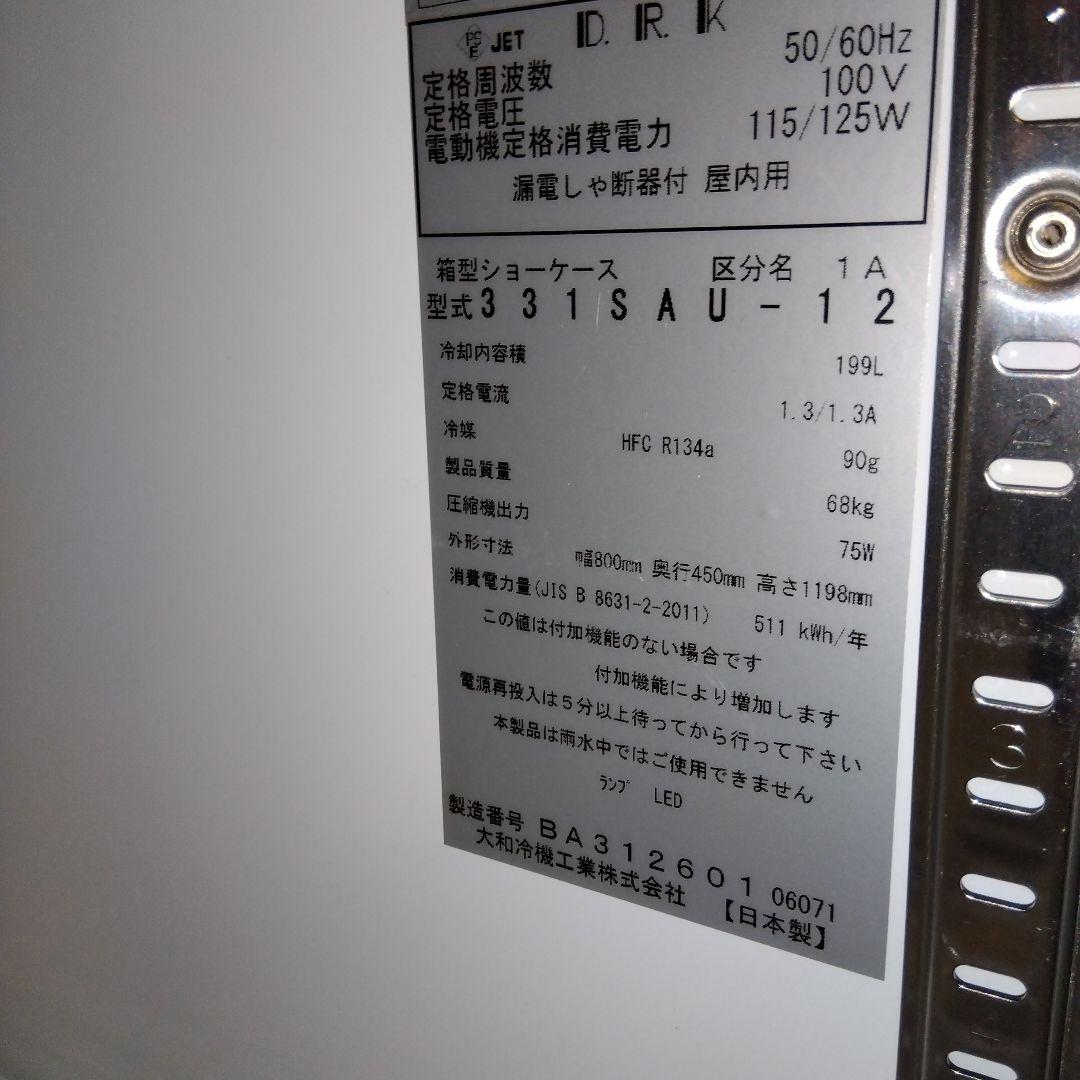 PS E JET D.R.K
定格周波数 50/60Hz
定格電圧 100V
電動機定格消費電力 115/125W
漏電しゃ断器付 屋内用
箱型ショーケース 区分名 1A
型式 331SAU-12
冷却内容積 199L
定格電流 1.3/1.3A
冷媒 HFC R134a 90g
製品質量 68kg
圧縮機出力 75W
外形寸法 幅800mm 奥行450mm 高さ1198mm
消費電力量(JIS B 8631-2-2011) 511 kWh/年
この値は付加機能のない場合です
付加機能により増加します
電源再投入は5分以上待ってから行って下さい
本製品は雨水中ではご使用できません
ランプ LED
製造番号 BA312601 06071
大和冷機工業株式会社 【日本製】
2
3